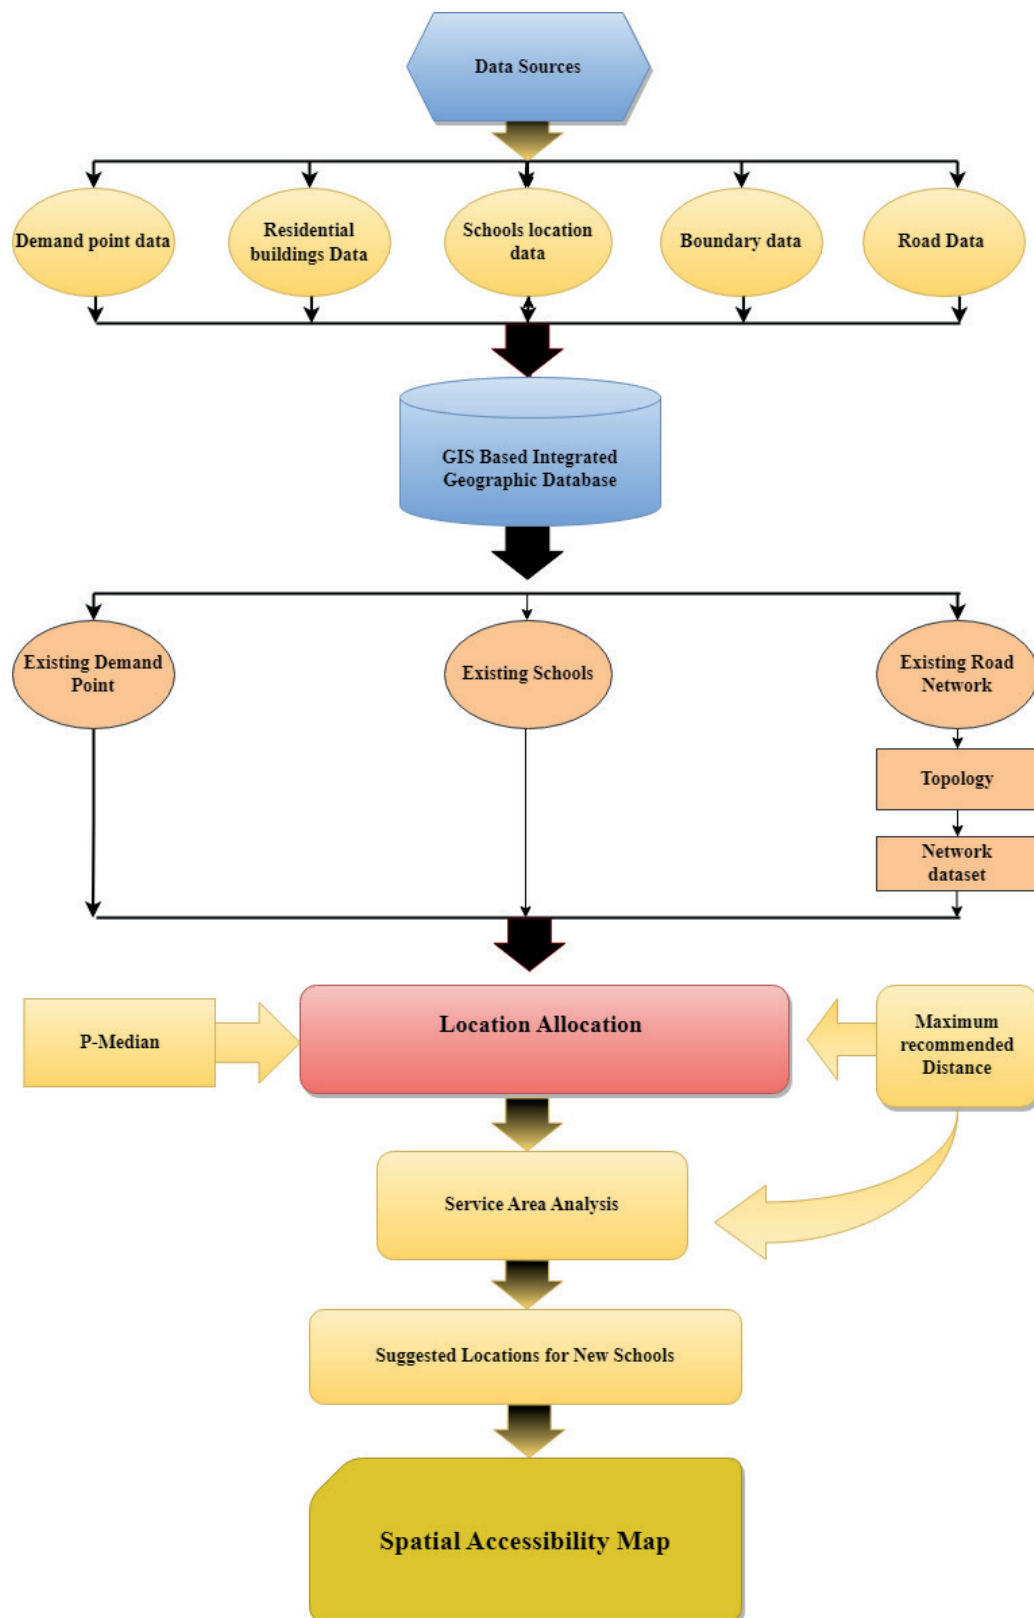 Data Sources
Demand point data
Residential
buildings Data
Schools location
data
Boundary data
Road Data
GIS Based Integrated
Geographic Database
Existing Demand
Point
Existing Schools
Existing Road
Network
Topology
Network
dataset
P-Median
Location Allocation
Maximum
recommended
Distance
Service Area Analysis
Suggested Locations for New Schools
Spatial Accessibility Map